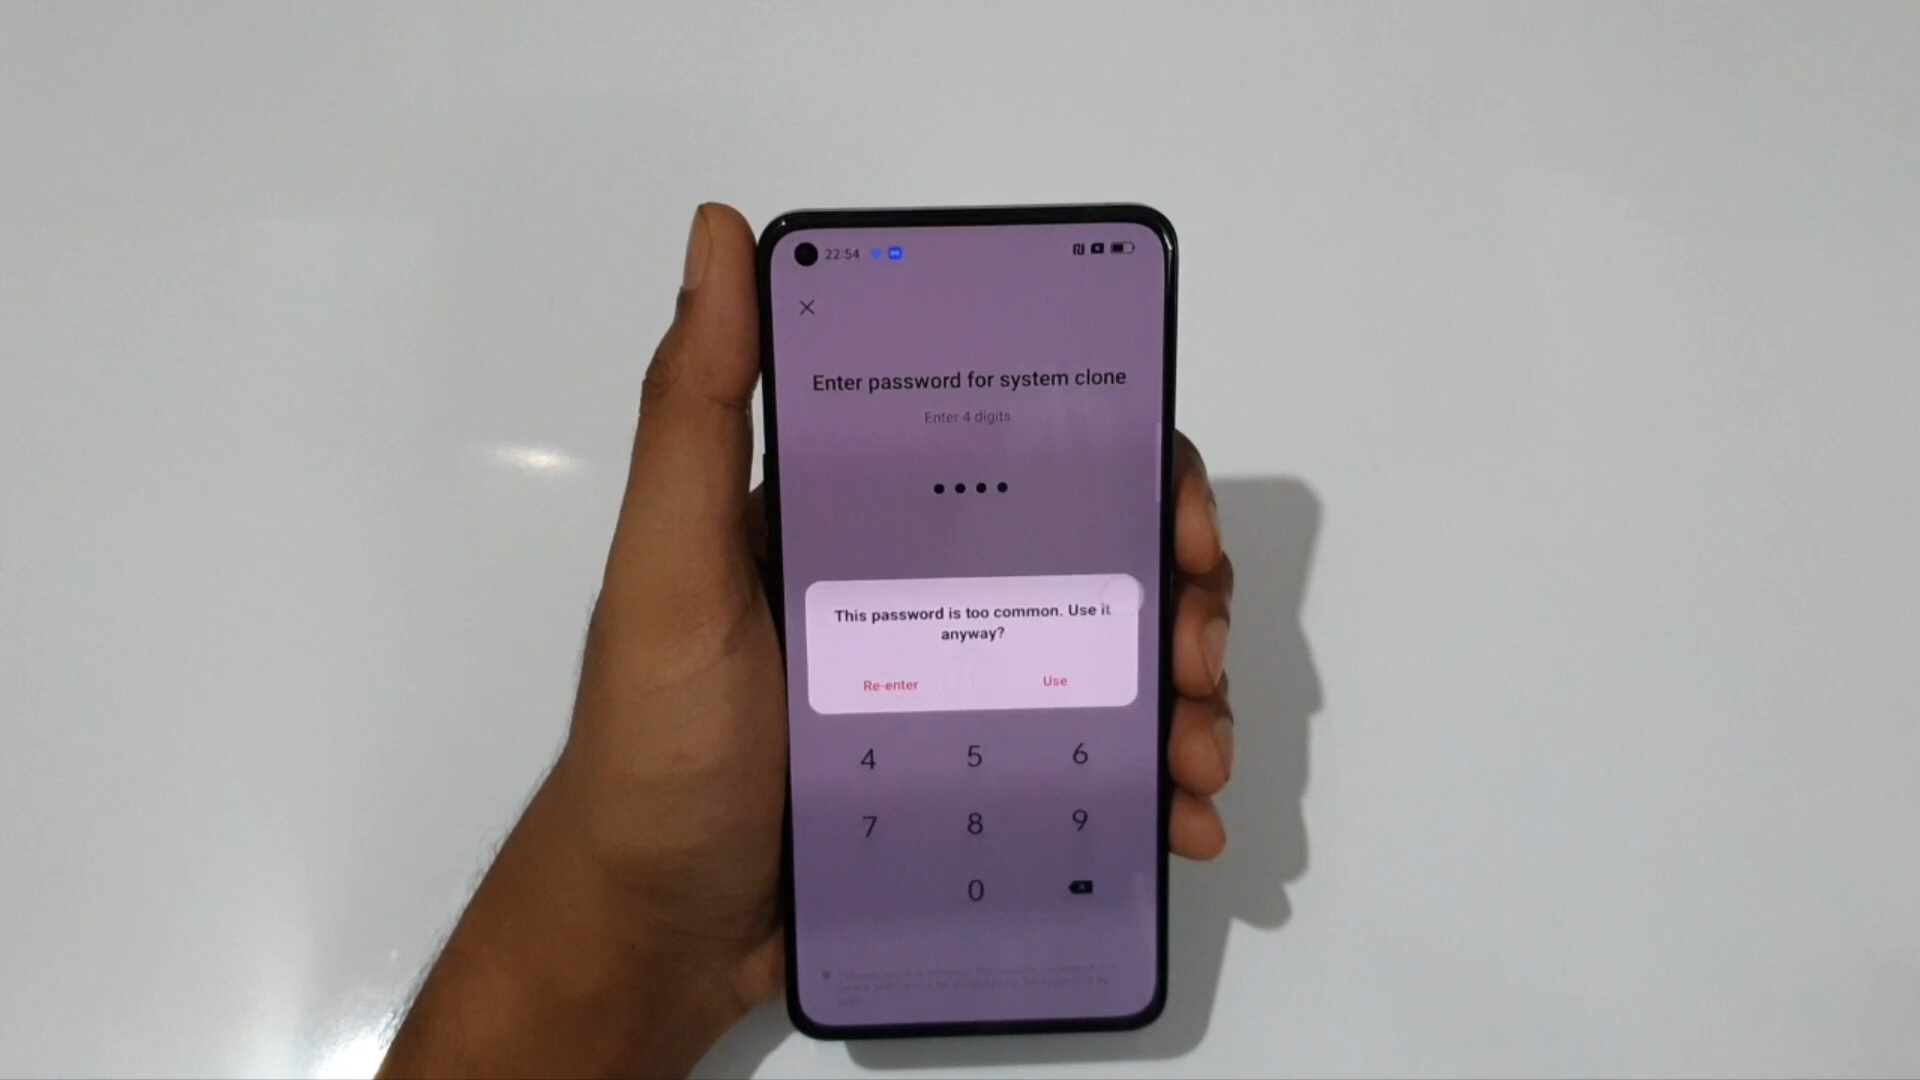 22:54
Enter password for system clone
Enter 4 digits.
This password is too common. Use it
anyway?
Re-enter
Use
4
5
6
7
8
9
0